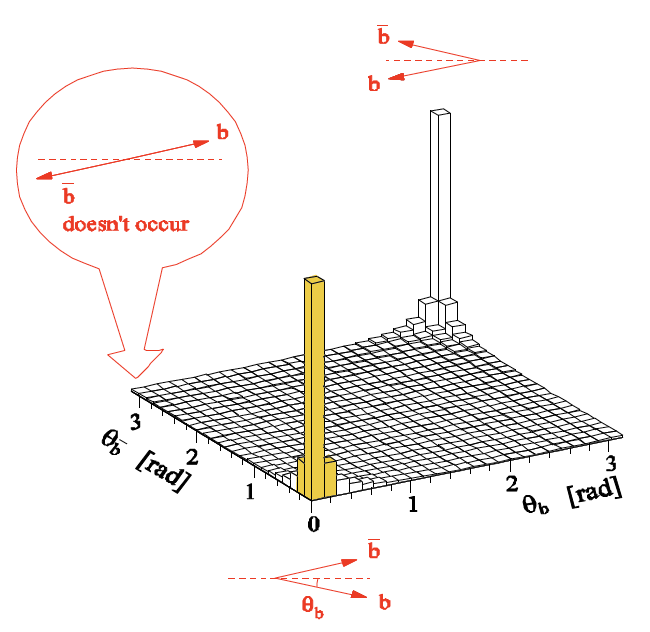 b̄
b
b
b̄
doesn't occur
3
2
1
θb̄ [rad]
0
1
2
3
θb [rad]
b̄
θb
b